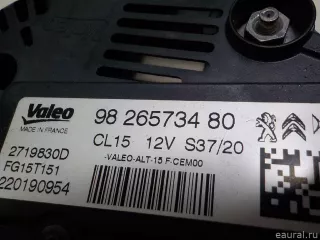 Valeo
MADE IN FRANCE
98 265734 80
CL15 12V S37/20
-VALEO-ALT-15 F-CEM00
2719830D
FG15T151
220190954
eaural.ru